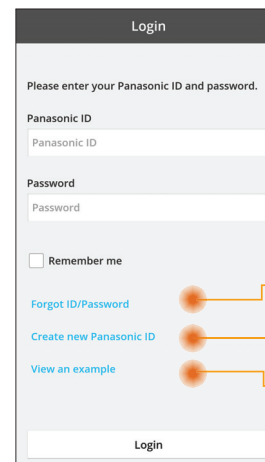 Login
Please enter your Panasonic ID and password.
Panasonic ID
Panasonic ID
Password
Password
Remember me
Forgot ID/Password
Create new Panasonic ID
View an example
Login